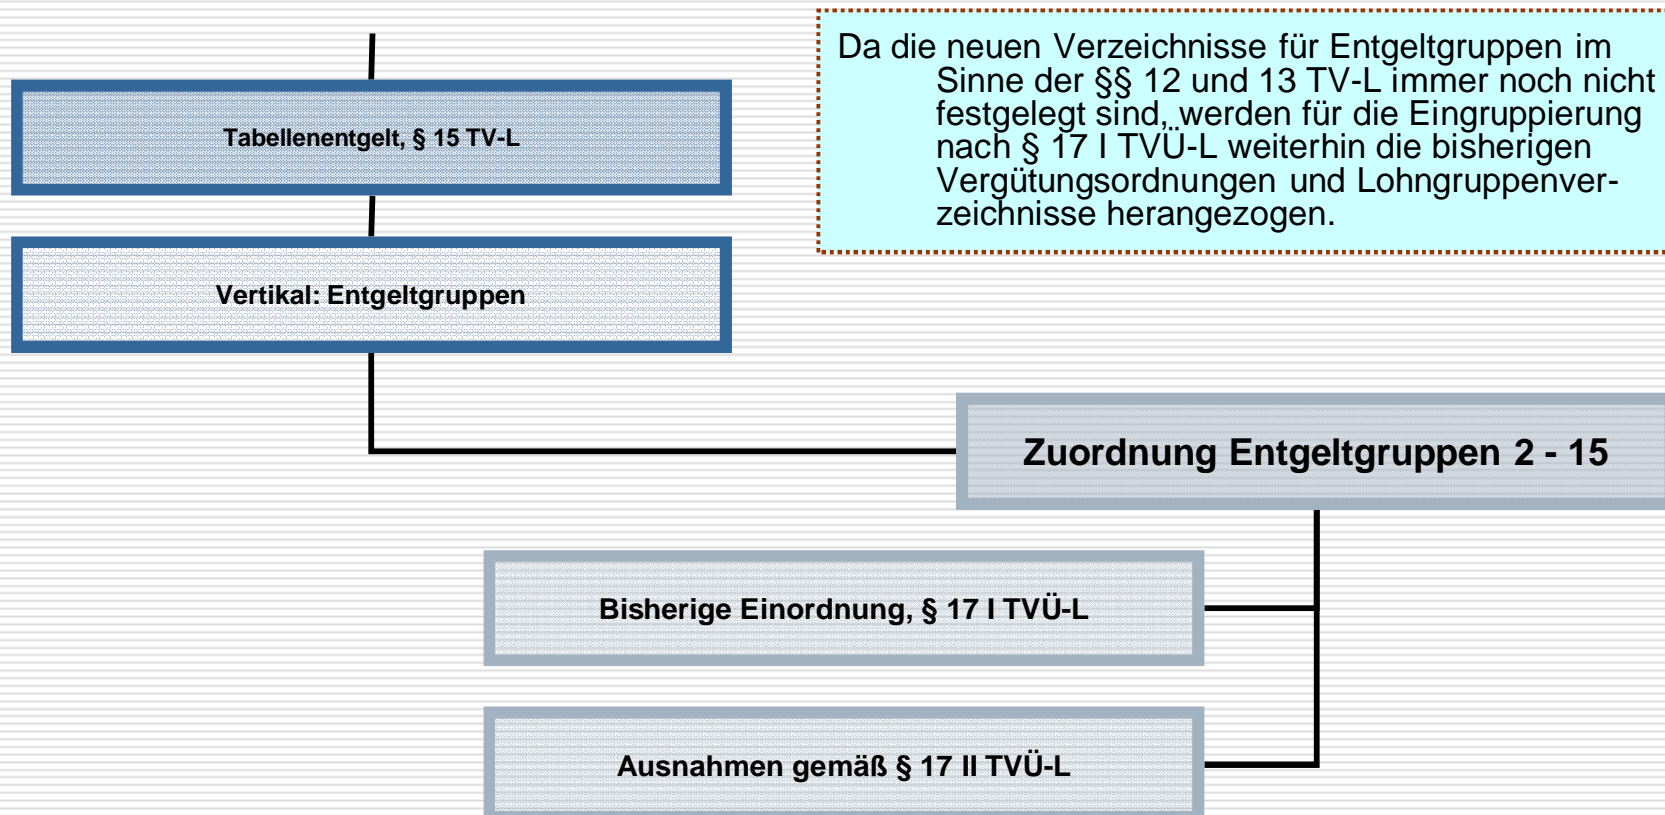 Da die neuen Verzeichnisse für Entgeltgruppen im
Sinne der §§ 12 und 13 TV-L immer noch nicht
festgelegt sind, werden für die Eingruppierung
nach § 17 I TVÜ-L weiterhin die bisherigen
Vergütungsordnungen und Lohngruppenver-
zeichnisse herangezogen.
Tabellenentgelt, § 15 TV-L
Vertikal: Entgeltgruppen
Zuordnung Entgeltgruppen 2 - 15
Bisherige Einordnung, § 17 I TVÜ-L
Ausnahmen gemäß § 17 II TVÜ-L